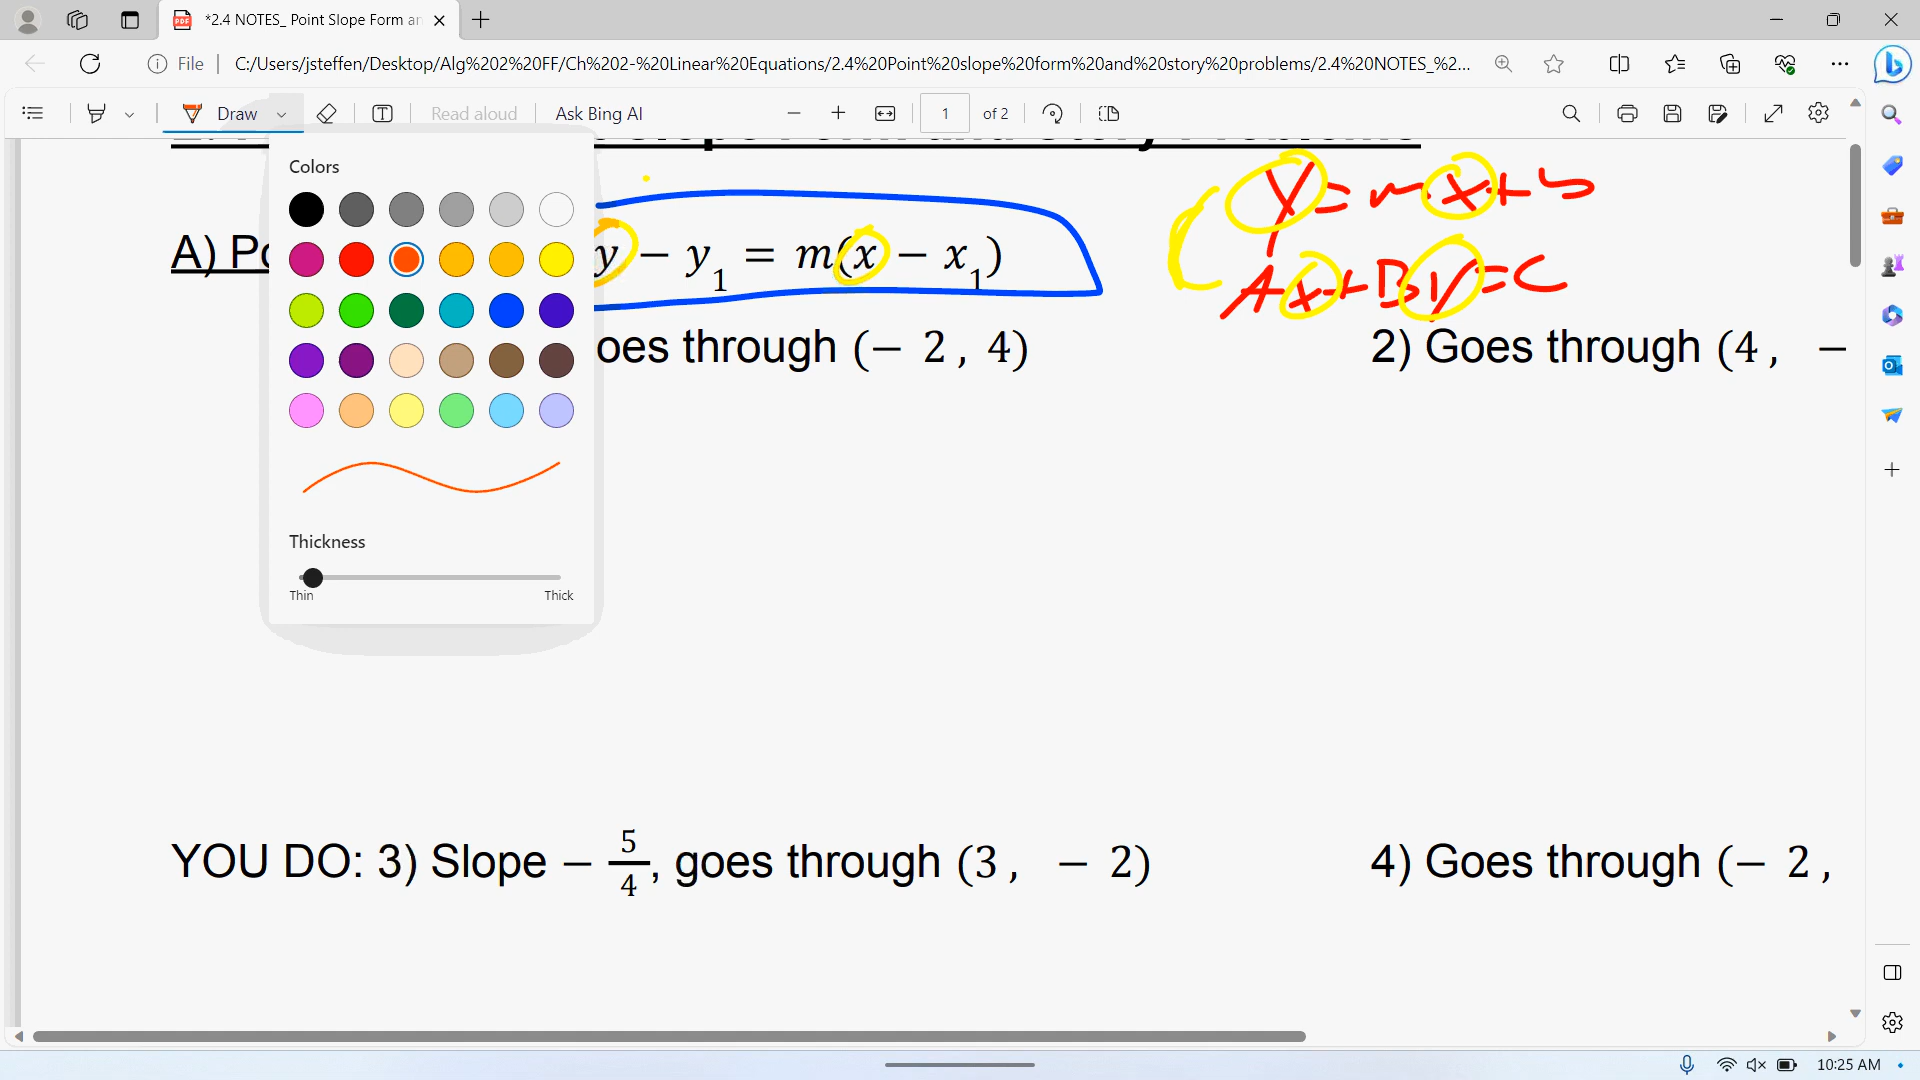 *2.4 NOTES_ Point Slope Form an
File
C:/Users/jsteffen/Desktop/Alg%202%20FF/Ch%202-%20Linear%20Equations/2.4%20Point%20slope%20form%20and%20story%20problems/2.4%20NOTES_%2...
Draw
Read aloud
Ask Bing AI
1 of 2
Colors
Thickness
Thin Thick
y = mx + b
A) Po y − y₁ = m(x − x₁)
Ax + By = C
oes through (− 2 , 4)
2) Goes through (4 , −
YOU DO: 3) Slope − 5/4, goes through (3 , − 2)
4) Goes through (− 2 ,
10:25 AM